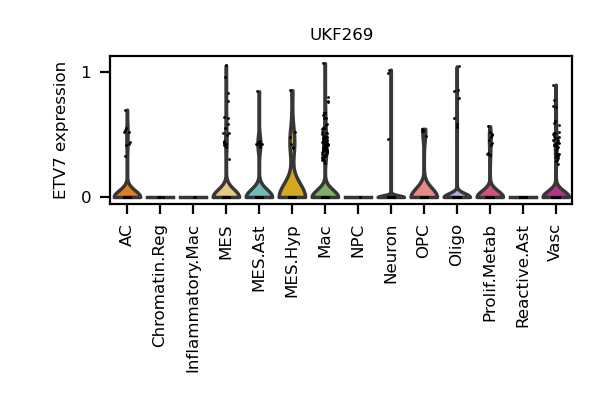 UKF269
ETV7 expression
1
0
AC
Chromatin.Reg
Inflammatory.Mac
MES
MES.Ast
MES.Hyp
Mac
NPC
Neuron
OPC
Oligo
Prolif.Metab
Reactive.Ast
Vasc